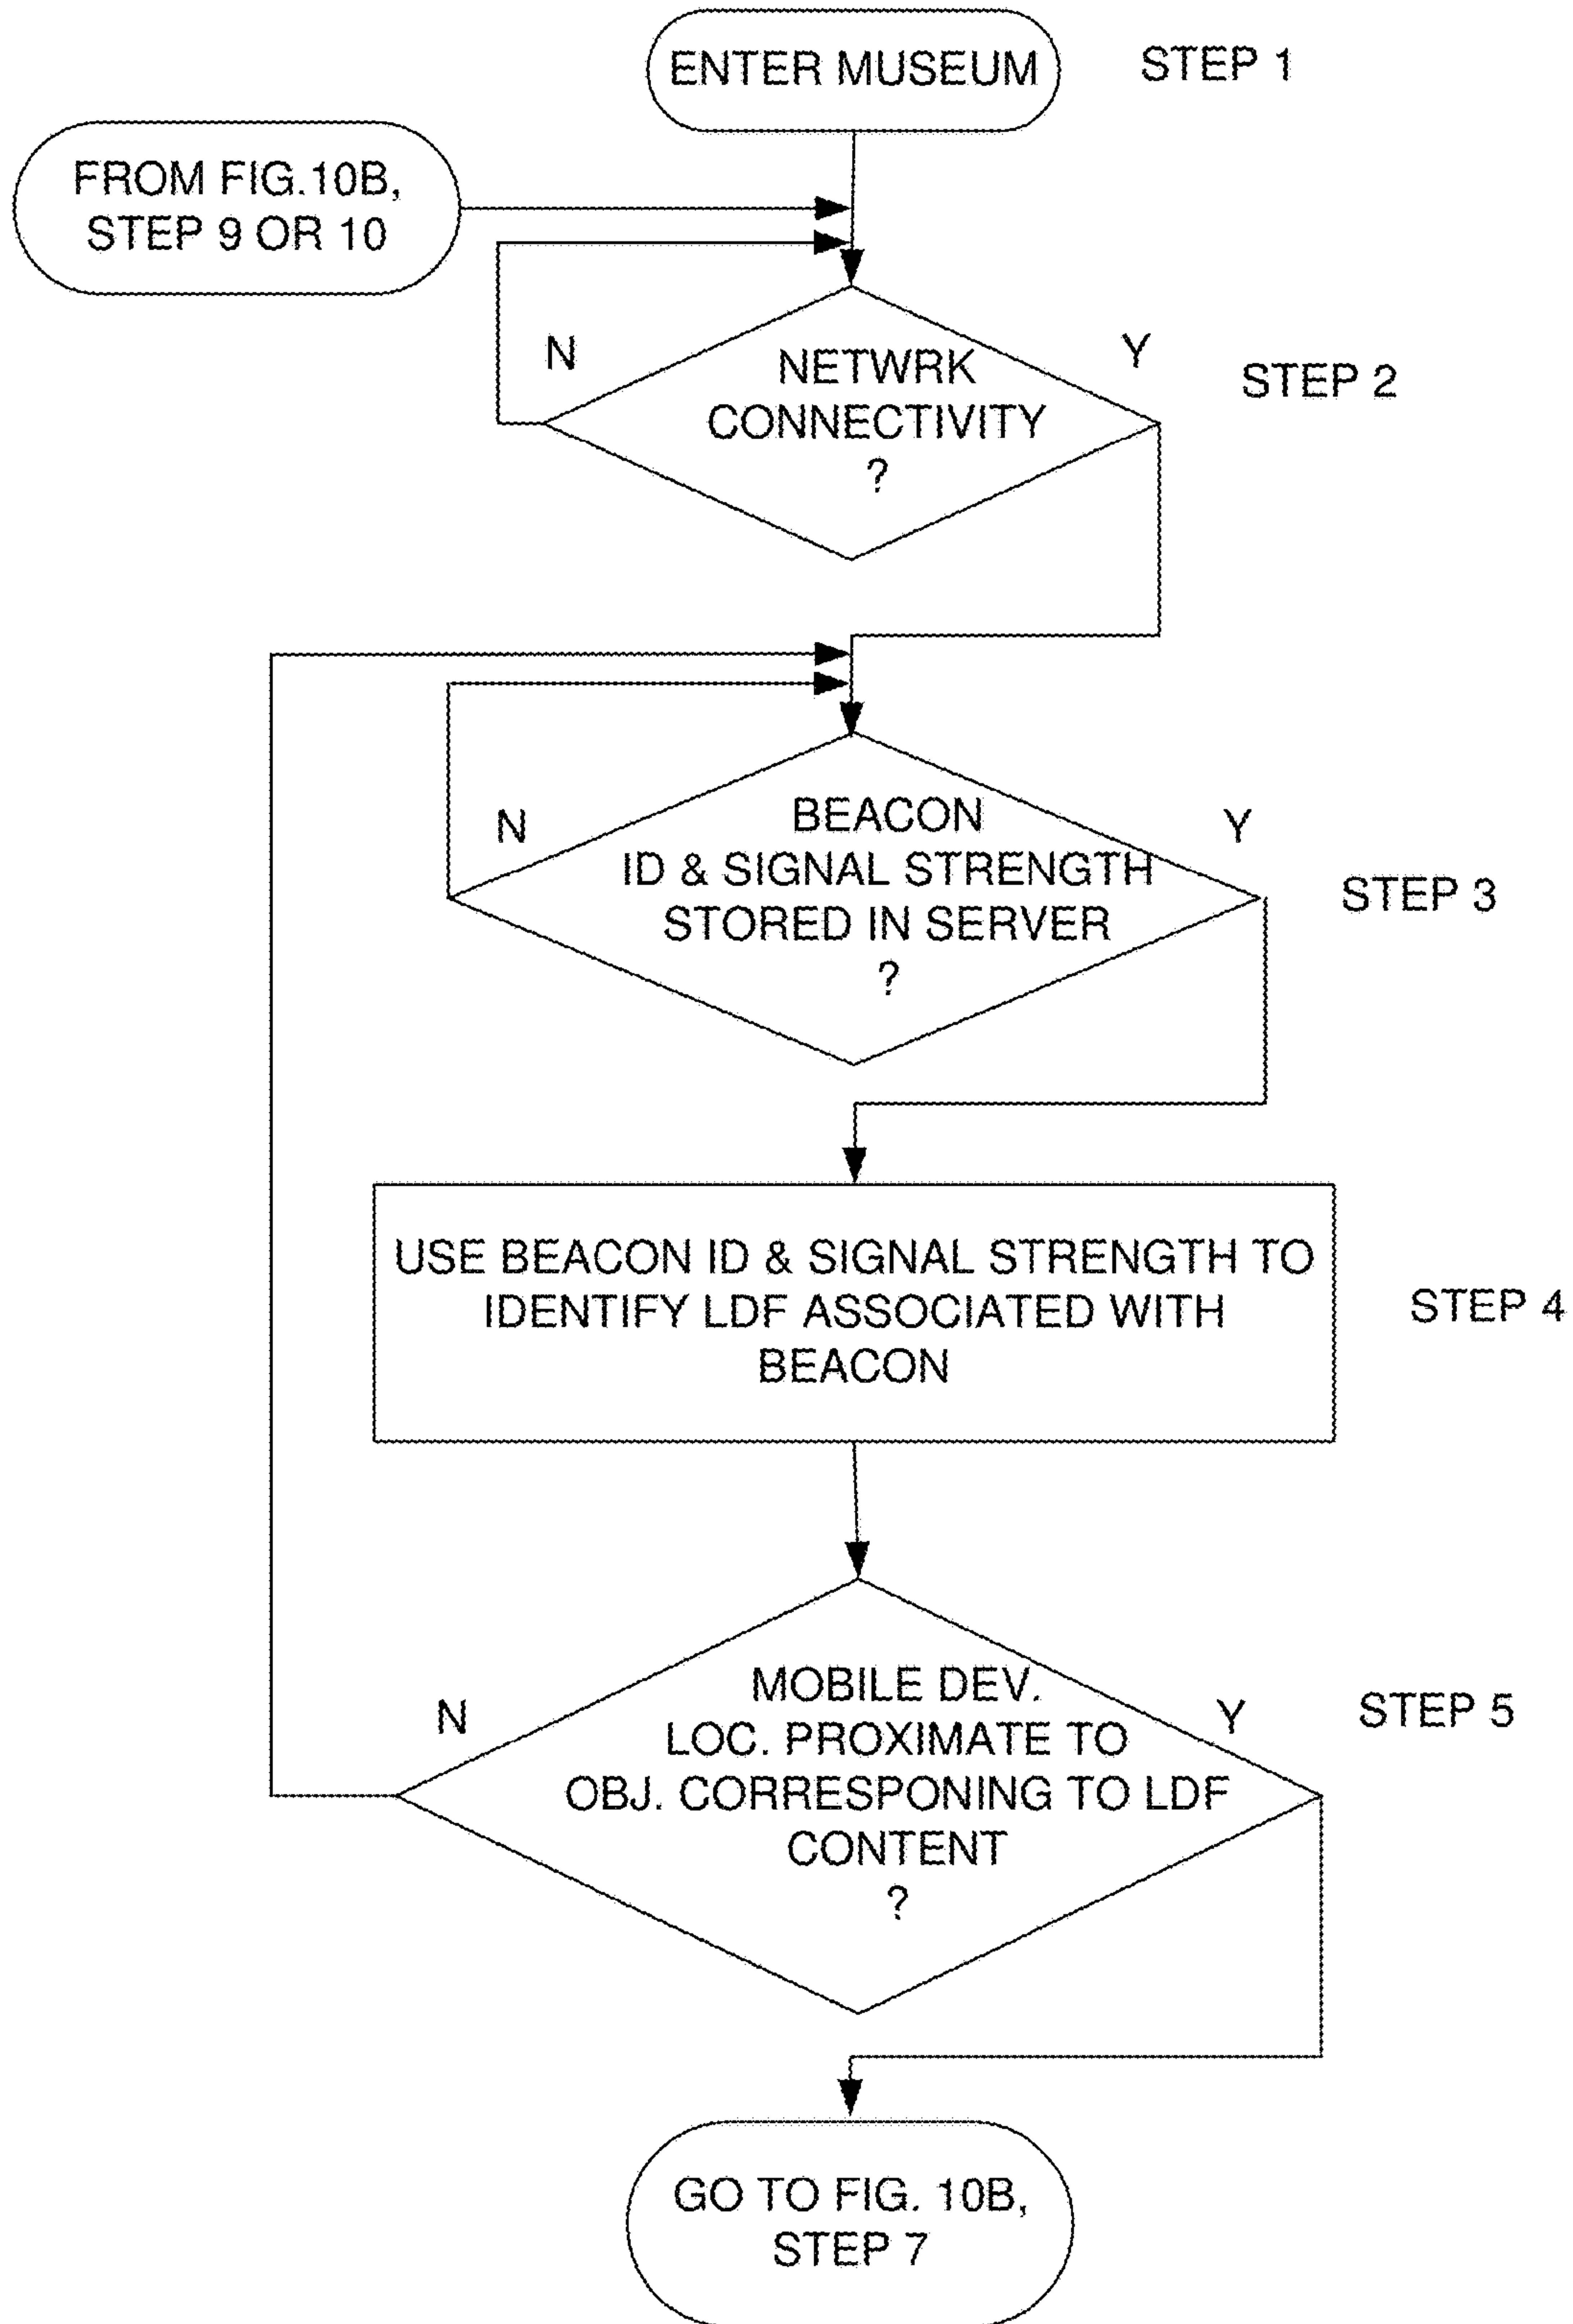 ENTER MUSEUM
STEP 1
FROM FIG.10B,
STEP 9 OR 10
N
Y
NETWRK
CONNECTIVITY
?
STEP 2
N
Y
BEACON
ID & SIGNAL STRENGTH
STORED IN SERVER
?
STEP 3
USE BEACON ID & SIGNAL STRENGTH TO
IDENTIFY LDF ASSOCIATED WITH
BEACON
STEP 4
N
Y
MOBILE DEV.
LOC. PROXIMATE TO
OBJ. CORRESPONING TO LDF
CONTENT
?
STEP 5
GO TO FIG. 10B,
STEP 7